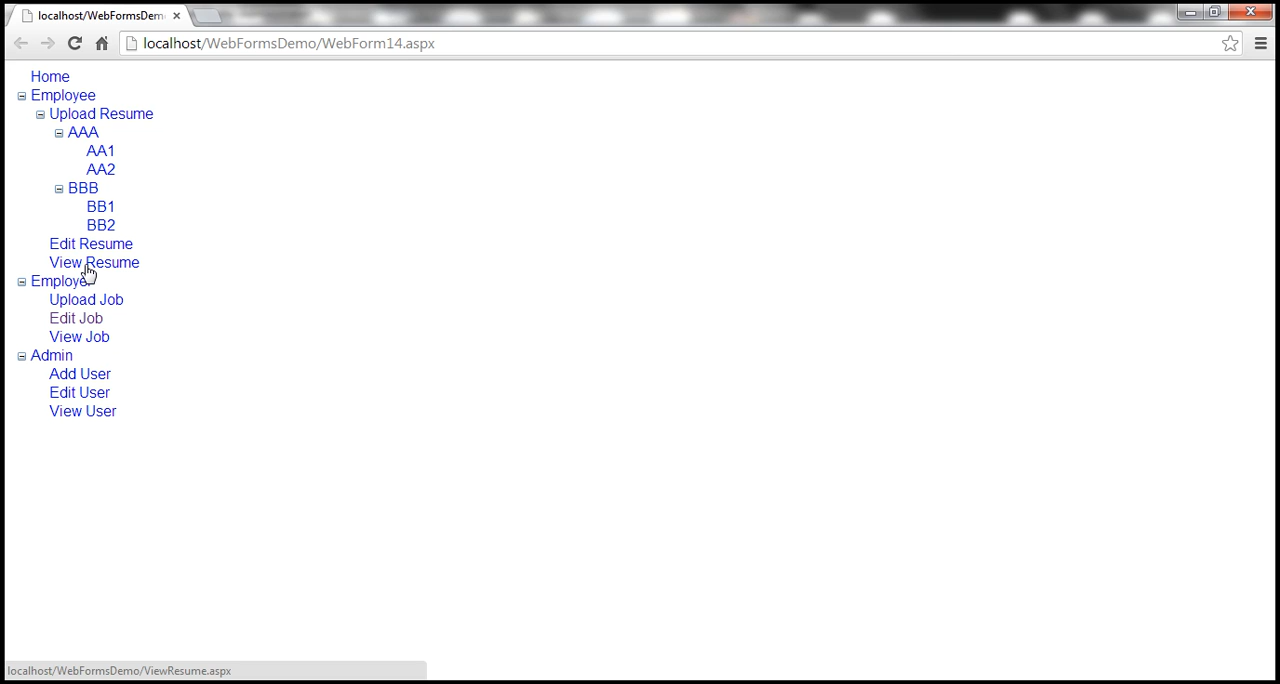 localhost/WebFormsDem
localhost/WebFormsDemo/WebForm14.aspx
Home
Employee
Upload Resume
AAA
AA1
AA2
BBB
BB1
BB2
Edit Resume
View Resume
Employe
Upload Job
Edit Job
View Job
Admin
Add User
Edit User
View User
localhost/WebFormsDemo/ViewResume.aspx